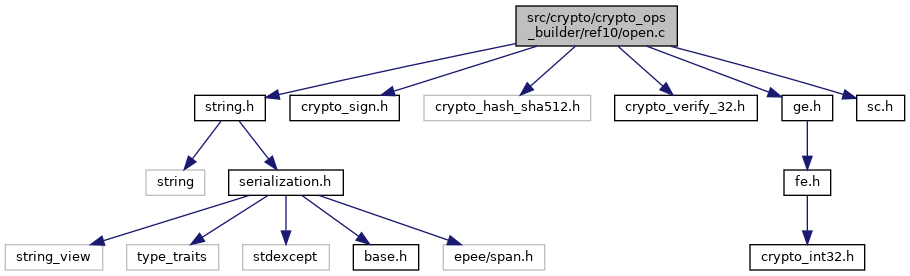 src/crypto/crypto_ops
_builder/ref10/open.c
string.h
crypto_sign.h
crypto_hash_sha512.h
crypto_verify_32.h
ge.h
sc.h
string
serialization.h
fe.h
string_view
type_traits
stdexcept
base.h
epee/span.h
crypto_int32.h